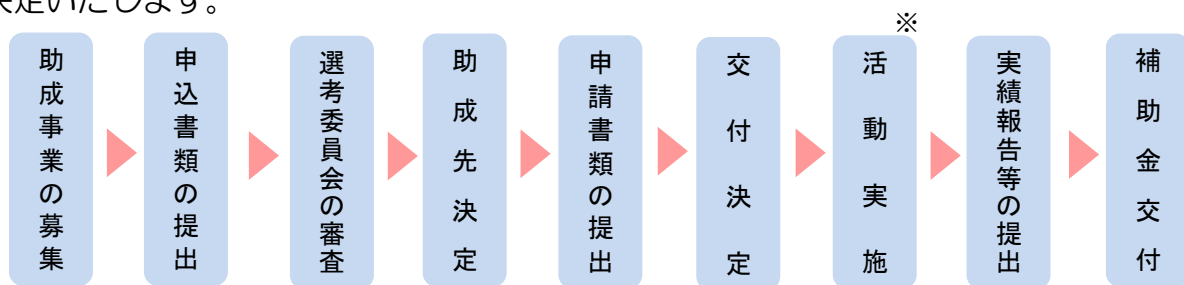 決定いたします。
助成事業の募集
申込書類の提出
選考委員会の審査
助成先決定
申請書類の提出
交付決定
※
活動実施
実績報告等の提出
補助金交付